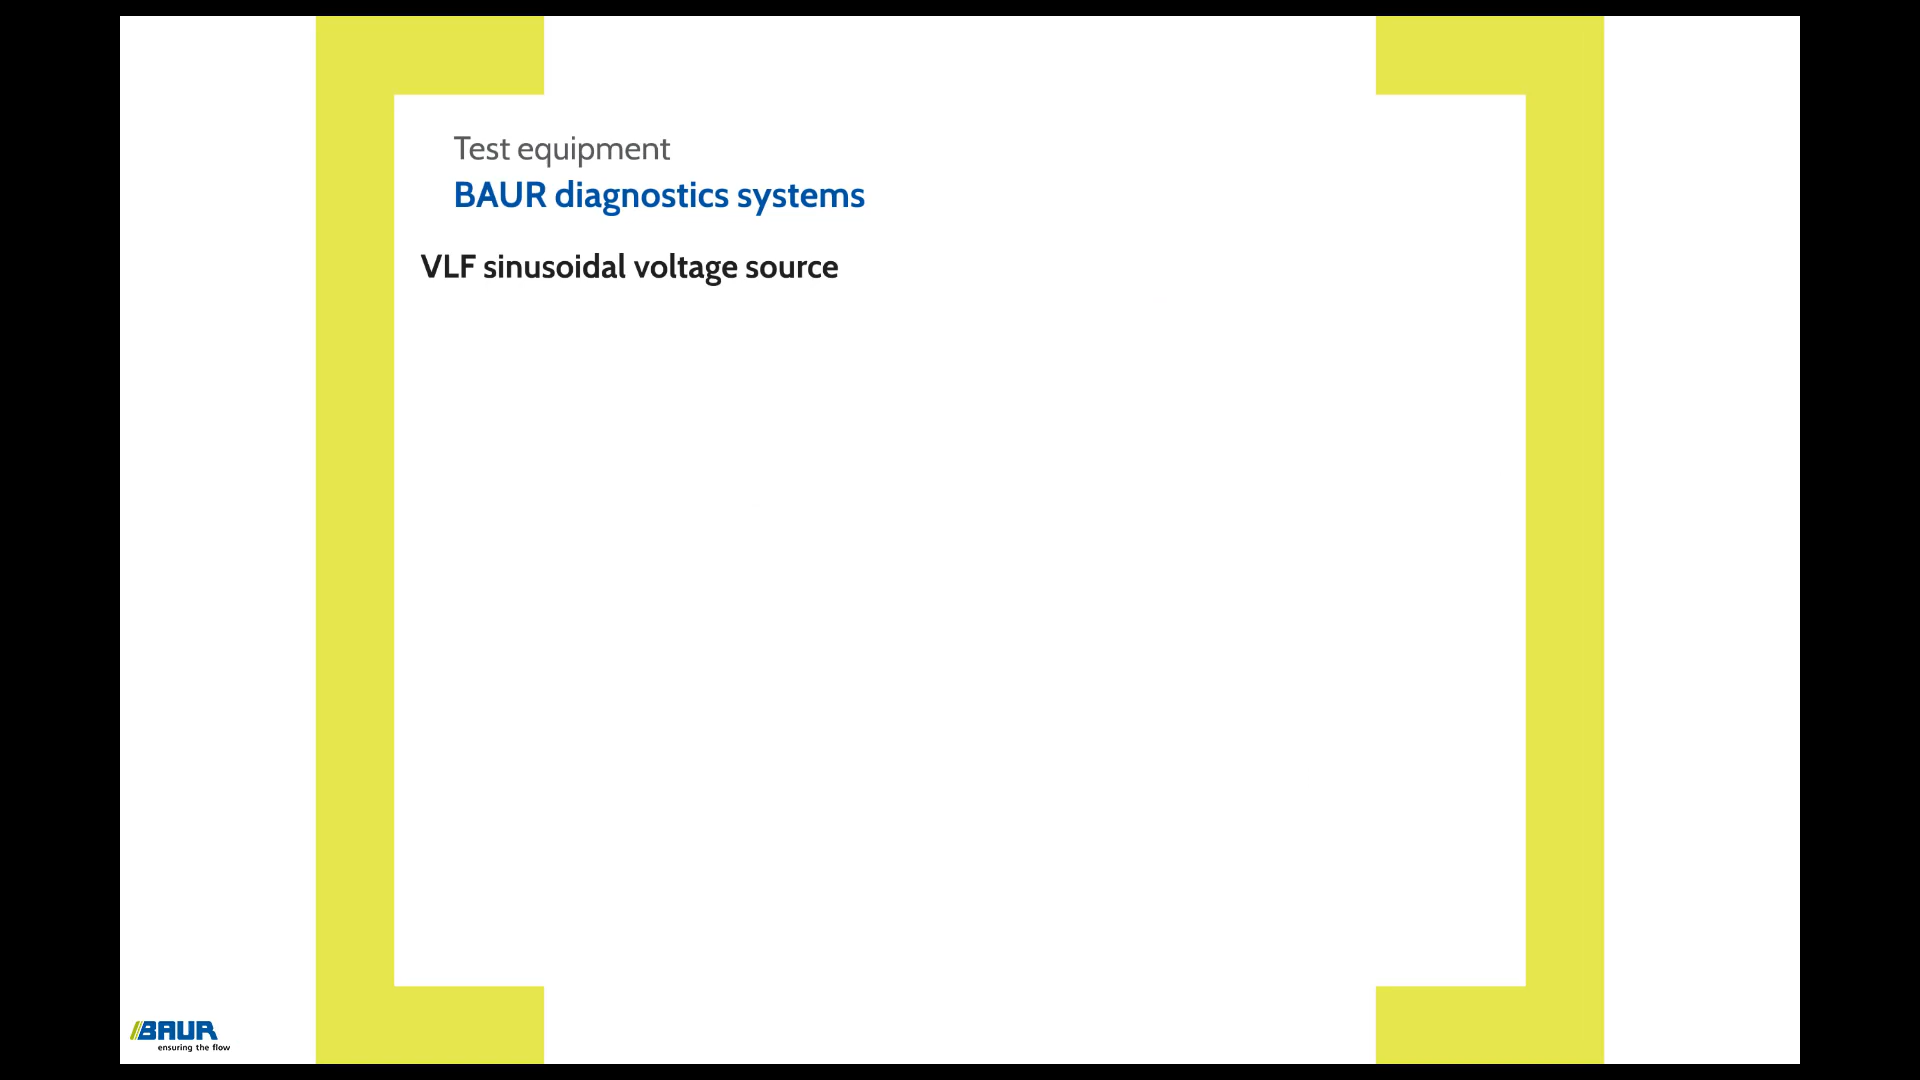 Test equipment
BAUR diagnostics systems
VLF sinusoidal voltage source
BAUR
ensuring the flow